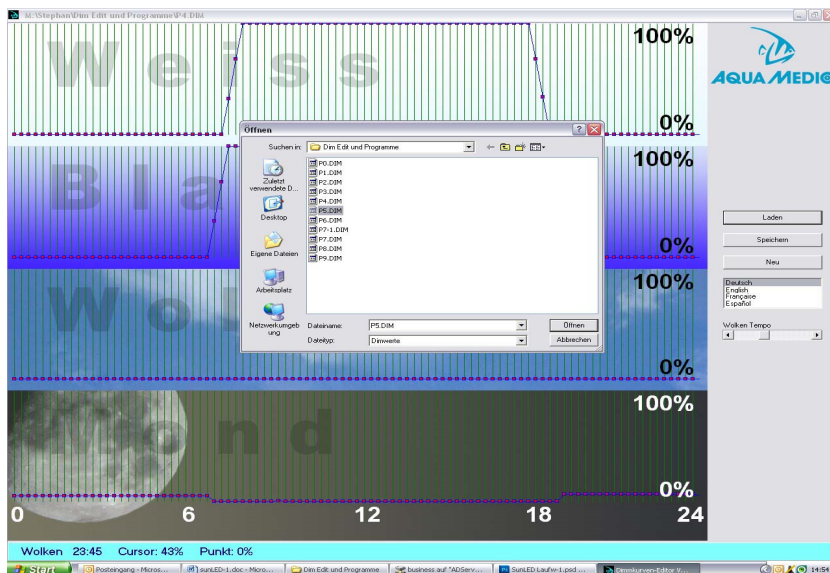 M:\Stephan\Dim Edit und Programme\P4.DIM
Weiss
100%
0%
AQUA MEDIC
Öffnen
Suchen in:
Dim Edit und Programme
Zuletzt
verwendete D...
Desktop
Eigene Dateien
Arbeitsplatz
Netzwerkumgeb
ung
P0.DIM
P1.DIM
P2.DIM
P3.DIM
P4.DIM
P5.DIM
P6.DIM
P7-1.DIM
P7.DIM
P8.DIM
P9.DIM
Dateiname:
P5.DIM
Öffnen
Dateityp:
Dimwerte
Abbrechen
Bla
100%
0%
Laden
Speichern
Neu
Deutsch
English
Française
Español
Wolken Tempo
Wol
100%
0%
Mond
100%
0%
0 6 12 18 24
Wolken 23:45 Cursor: 43% Punkt: 0%
Start
Posteingang - Micros...
sunLED-1.doc - Micro...
Dim Edit und Programme
business auf "ADServ...
SunLED Laufw-1.psd ...
Dimmkurven-Editor V...
14:54